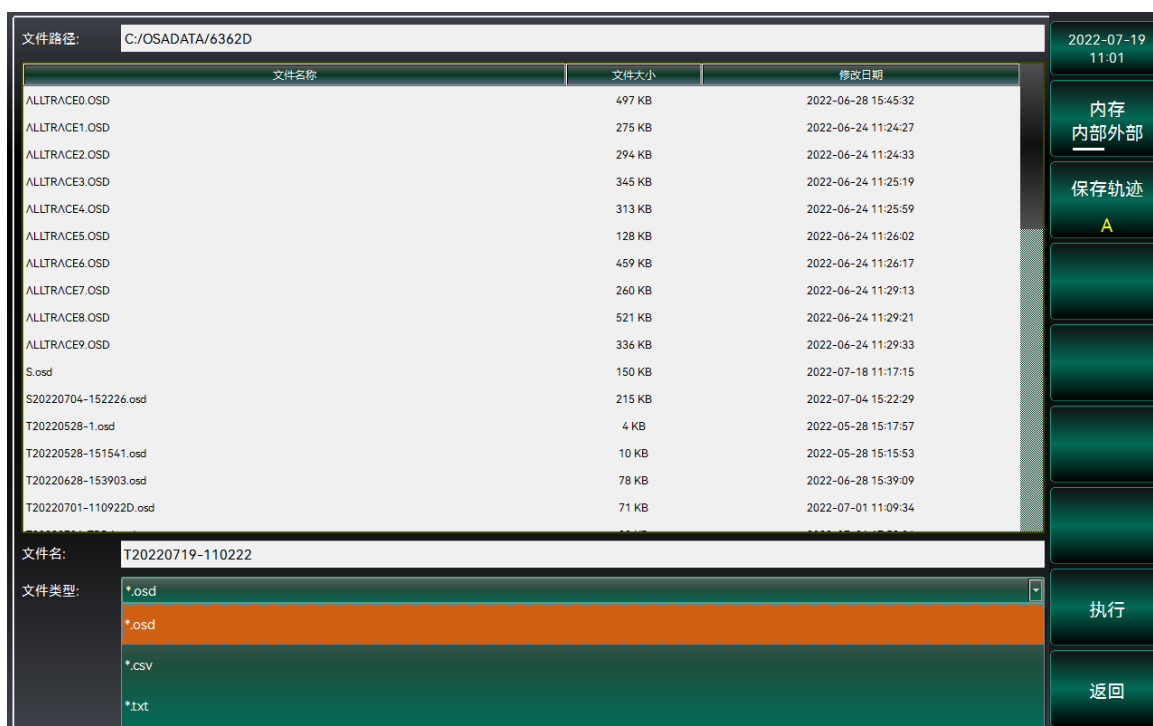 文件路径: C:/OSADATA/6362D
文件名称 文件大小 修改日期
ALLTRACE0.OSD 497 KB 2022-06-28 15:45:32
ALLTRACE1.OSD 275 KB 2022-06-24 11:24:27
ALLTRACE2.OSD 294 KB 2022-06-24 11:24:33
ALLTRACE3.OSD 345 KB 2022-06-24 11:25:19
ALLTRACE4.OSD 313 KB 2022-06-24 11:25:59
ALLTRACE5.OSD 128 KB 2022-06-24 11:26:02
ALLTRACE6.OSD 459 KB 2022-06-24 11:26:17
ALLTRACE7.OSD 260 KB 2022-06-24 11:29:13
ALLTRACE8.OSD 521 KB 2022-06-24 11:29:21
ALLTRACE9.OSD 336 KB 2022-06-24 11:29:33
S.osd 150 KB 2022-07-18 11:17:15
S20220704-152226.osd 215 KB 2022-07-04 15:22:29
T20220528-1.osd 4 KB 2022-05-28 15:17:57
T20220528-151541.osd 10 KB 2022-05-28 15:15:53
T20220628-153903.osd 78 KB 2022-06-28 15:39:09
T20220701-110922D.osd 71 KB 2022-07-01 11:09:34
文件名: T20220719-110222
文件类型: *.osd
*.osd
*.csv
*.txt
2022-07-19
11:01
内存
内部外部
保存轨迹
A
执行
返回